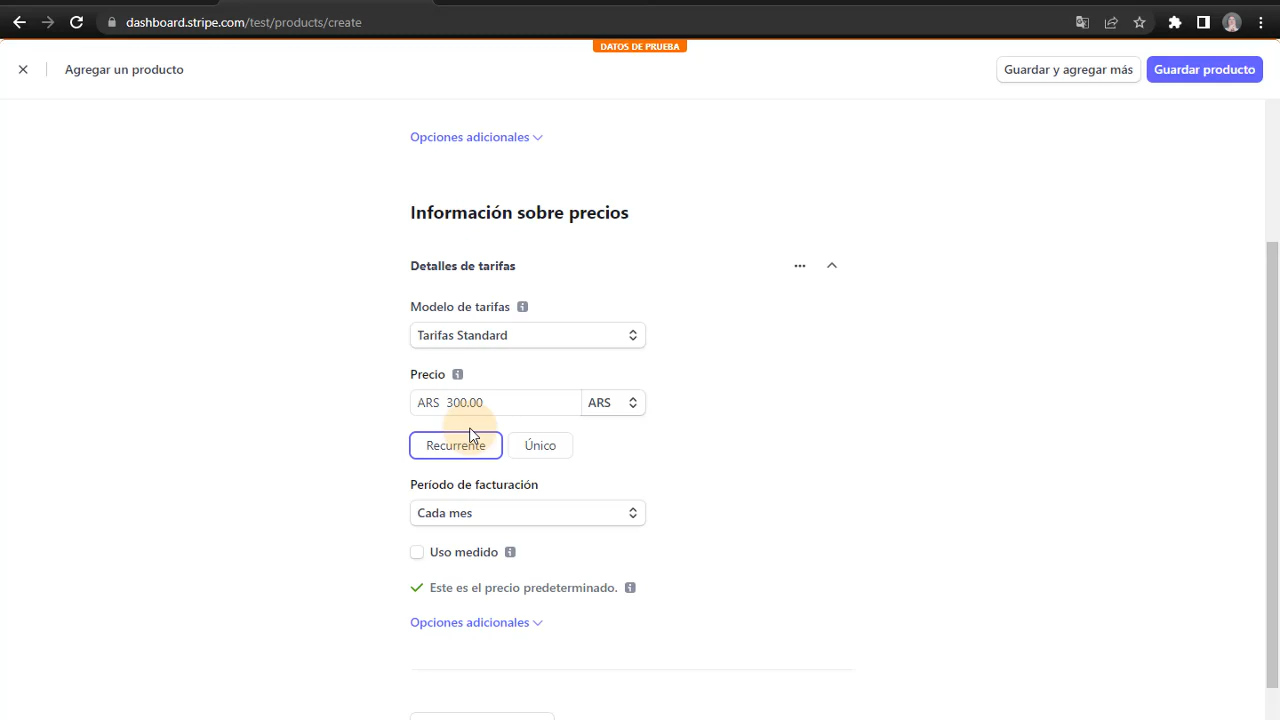 dashboard.stripe.com/test/products/create
DATOS DE PRUEBA
Agregar un producto
Guardar y agregar más
Guardar producto
Opciones adicionales
Información sobre precios
Detalles de tarifas
Modelo de tarifas
Tarifas Standard
Precio
ARS 300.00 ARS
Recurrente Único
Período de facturación
Cada mes
Uso medido
Este es el precio predeterminado.
Opciones adicionales